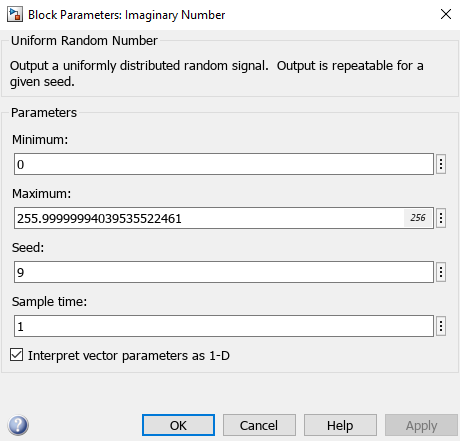 Block Parameters: Imaginary Number
Uniform Random Number
Output a uniformly distributed random signal.  Output is repeatable for a
given seed.
Parameters
Minimum:
0
Maximum:
255.99999994039535522461 256
Seed:
9
Sample time:
1
Interpret vector parameters as 1-D
? OK Cancel Help Apply